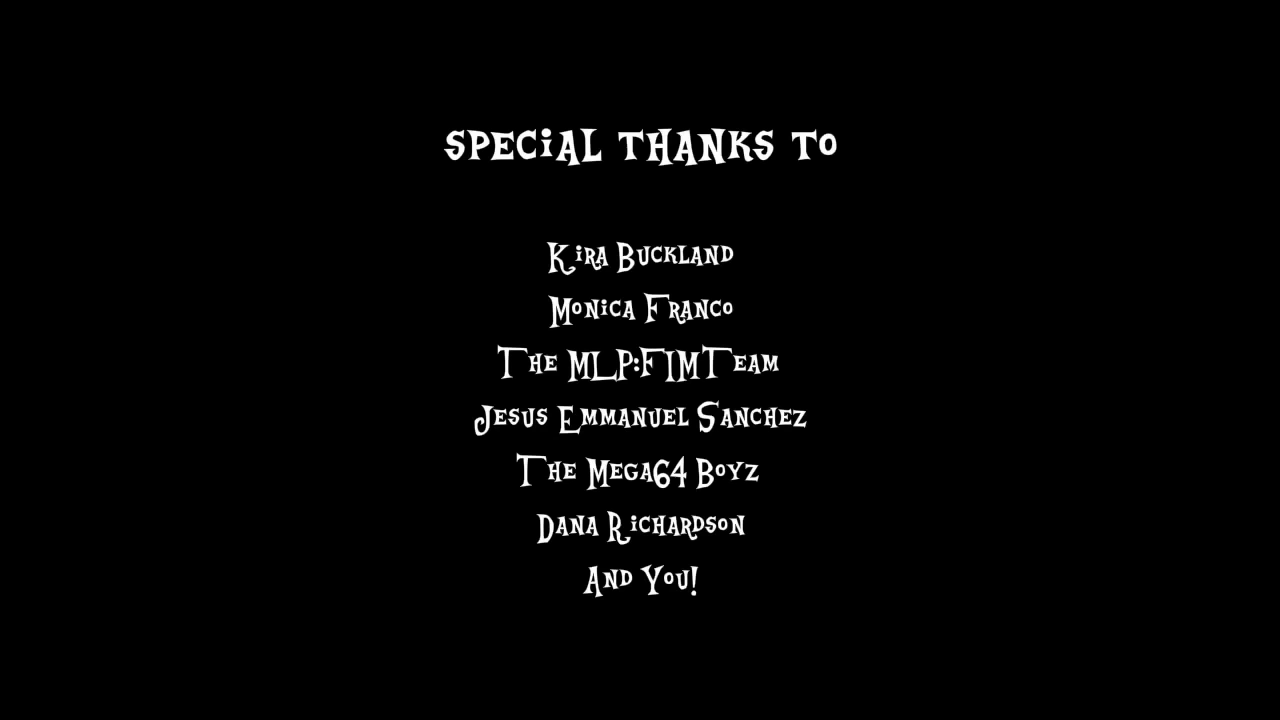 SPECiAL THANKS TO
KiRA BUCKLAND
MONiCA FRANCO
THE MLP:FIMTEAM
JESUS EMMANUEL SANCHEZ
THE MEGA64 BOYZ
DANA RiCHARDSON
AND YOU!